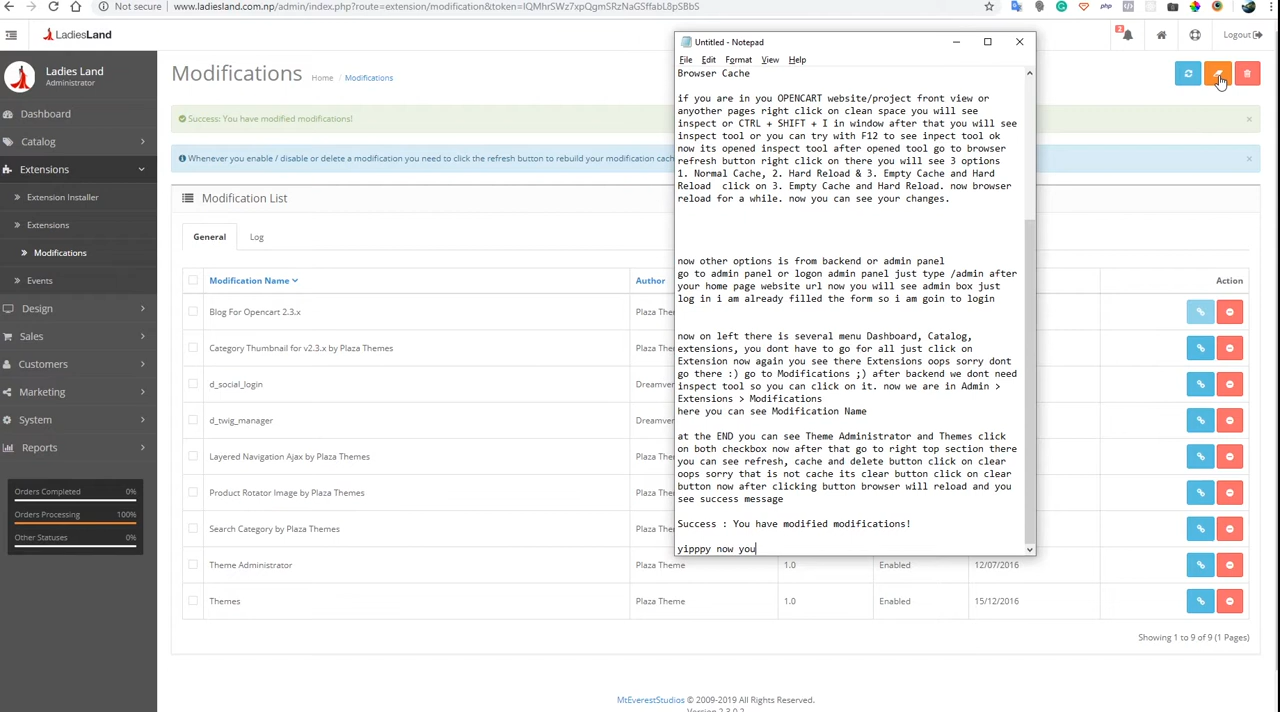 Not secure | www.ladiesland.com.np/admin/index.php?route=extension/modification&token=
LadiesLand
2
Logout
Ladies Land
Administrator
Dashboard
Catalog
Extensions
Extension Installer
Extensions
Modifications
Events
Design
Sales
Customers
Marketing
System
Reports
Orders Completed 0%
Orders Processing 100%
Other Statuses 0%
Modifications Home / Modifications
Success: You have modified modifications!
Whenever you enable / disable or delete a modification you need to click the refresh button to rebuild your modification cac
Modification List
General Log
Modification Name Author Action
Blog For Opencart 2.3.x Plaza The
Category Thumbnail for v2.3.x by Plaza Themes Plaza The
d_social_login Dreamver
d_twig_manager Dreamver
Layered Navigation Ajax by Plaza Themes Plaza The
Product Rotator Image by Plaza Themes Plaza The
Search Category by Plaza Themes Plaza The
Theme Administrator Plaza Theme 1.0 Enabled 12/07/2016
Themes Plaza Theme 1.0 Enabled 15/12/2016
Showing 1 to 9 of 9 (1 Pages)
MtEverestStudios © 2009-2019 All Rights Reserved.
Version 2.3.0.2
Untitled - Notepad
File Edit Format View Help
Browser Cache
if you are in you OPENCART website/project front view or
anyother pages right click on clean space you will see
inspect or CTRL + SHIFT + I in window after that you will see
inspect tool or you can try with F12 to see inpect tool ok
now its opened inspect tool after opened tool go to browser
refresh button right click on there you will see 3 options
1. Normal Cache, 2. Hard Reload & 3. Empty Cache and Hard
Reload  click on 3. Empty Cache and Hard Reload. now browser
reload for a while. now you can see your changes.
now other options is from backend or admin panel
go to admin panel or logon admin panel just type /admin after
your home page website url now you will see admin box just
log in i am already filled the form so i am goin to login
now on left there is several menu Dashboard, Catalog,
extensions, you dont have to go for all just click on
Extension now again you see there Extensions oops sorry dont
go there :) go to Modifications ;) after backend we dont need
inspect tool so you can click on it. now we are in Admin >
Extensions > Modifications
here you can see Modification Name
at the END you can see Theme Administrator and Themes click
on both checkbox now after that go to right top section there
you can see refresh, cache and delete button click on clear
oops sorry that is not cache its clear button click on clear
button now after clicking button browser will reload and you
see success message
Success : You have modified modifications!
yipppy now you